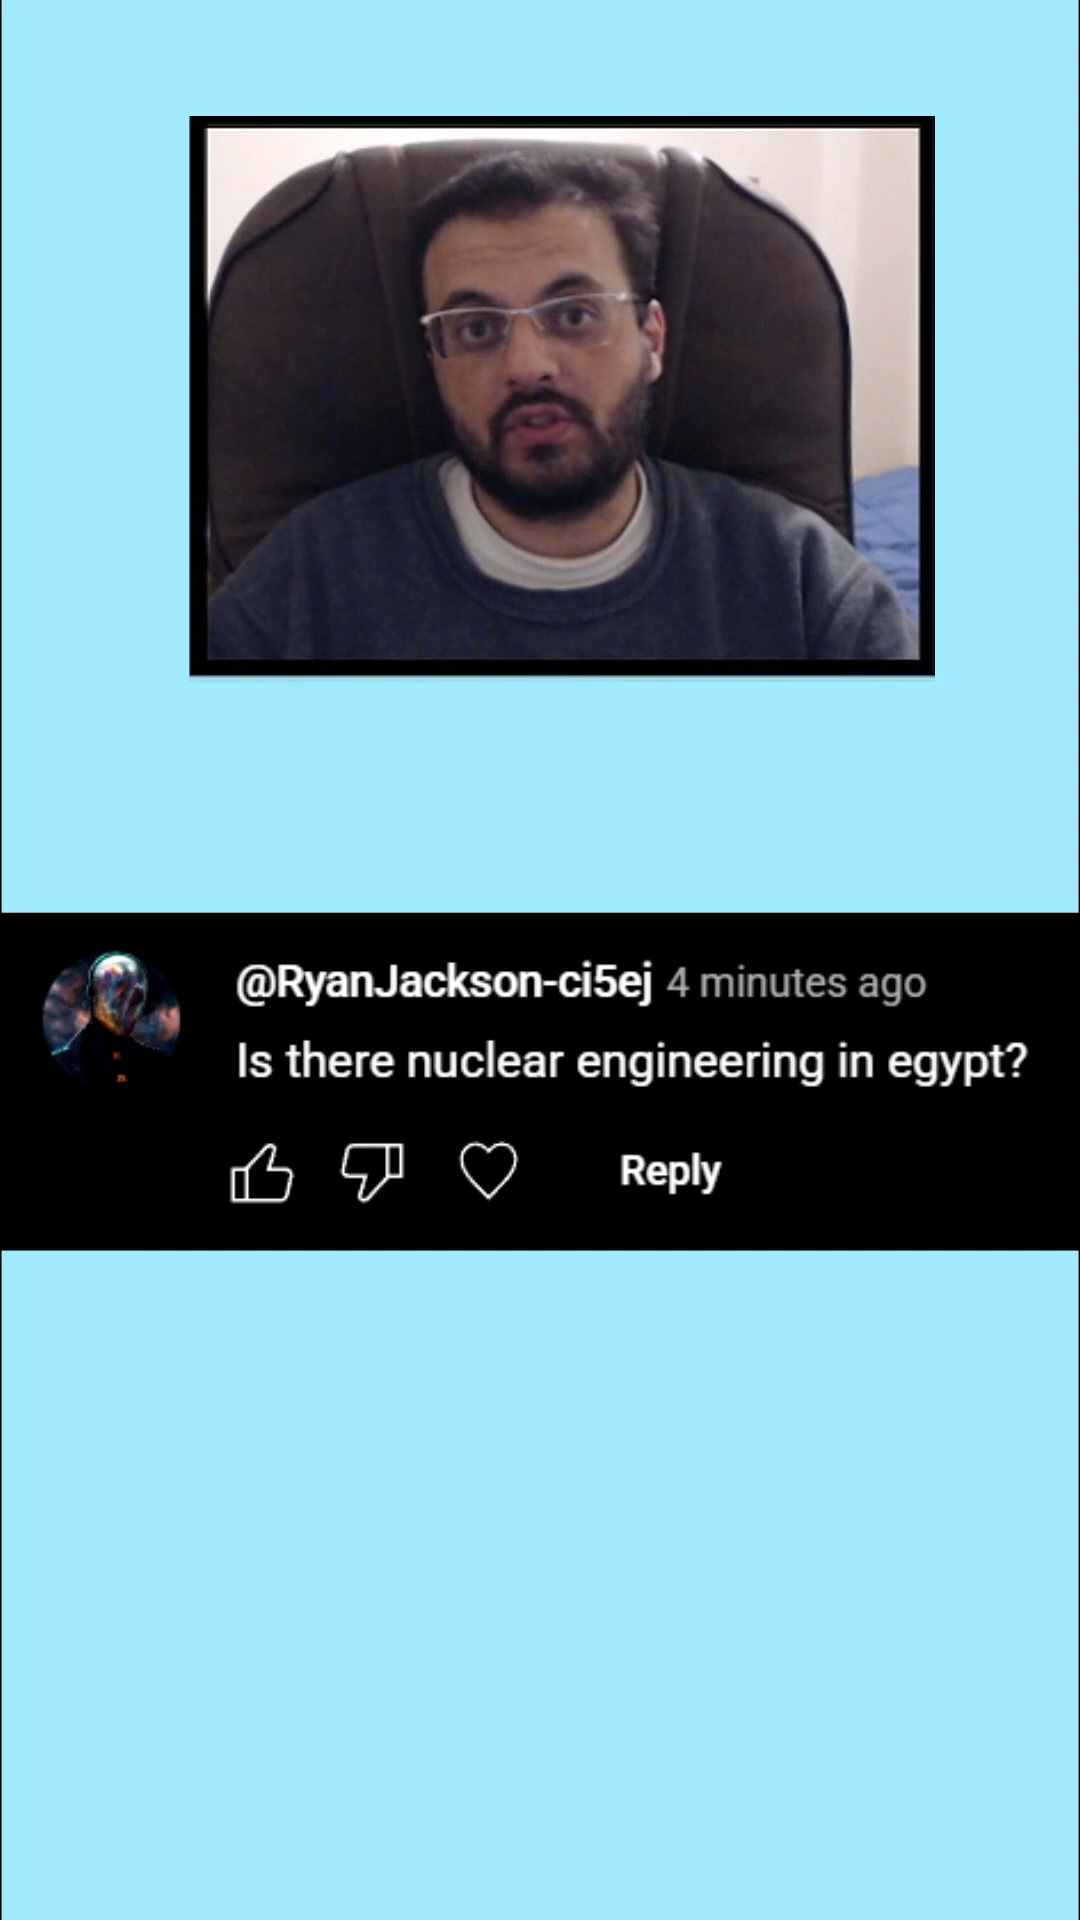 @RyanJackson-ci5ej 4 minutes ago
Is there nuclear engineering in egypt?
Reply